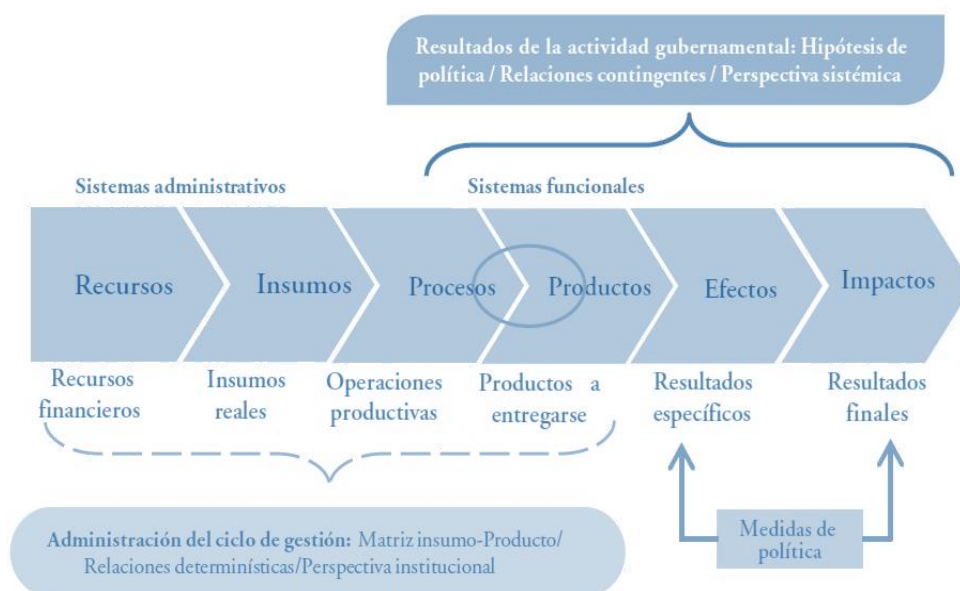 Resultados de la actividad gubernamental: Hipótesis de
política / Relaciones contingentes / Perspectiva sistémica
Sistemas administrativos
Sistemas funcionales
Recursos
Insumos
Procesos
Productos
Efectos
Impactos
Recursos
financieros
Insumos
reales
Operaciones
productivas
Productos a
entregarse
Resultados
específicos
Resultados
finales
Administración del ciclo de gestión: Matriz insumo-Producto/
Relaciones determinísticas/Perspectiva institucional
Medidas de
política